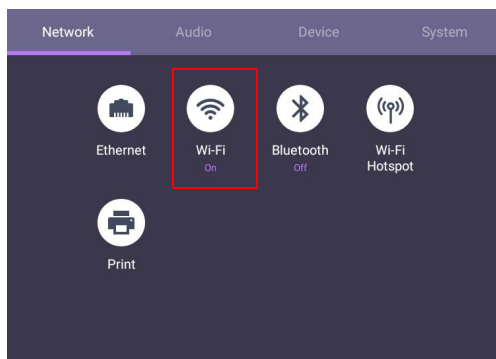 Network Audio Device System
Ethernet Wi-Fi Bluetooth Wi-Fi
Hotspot
On Off
Print